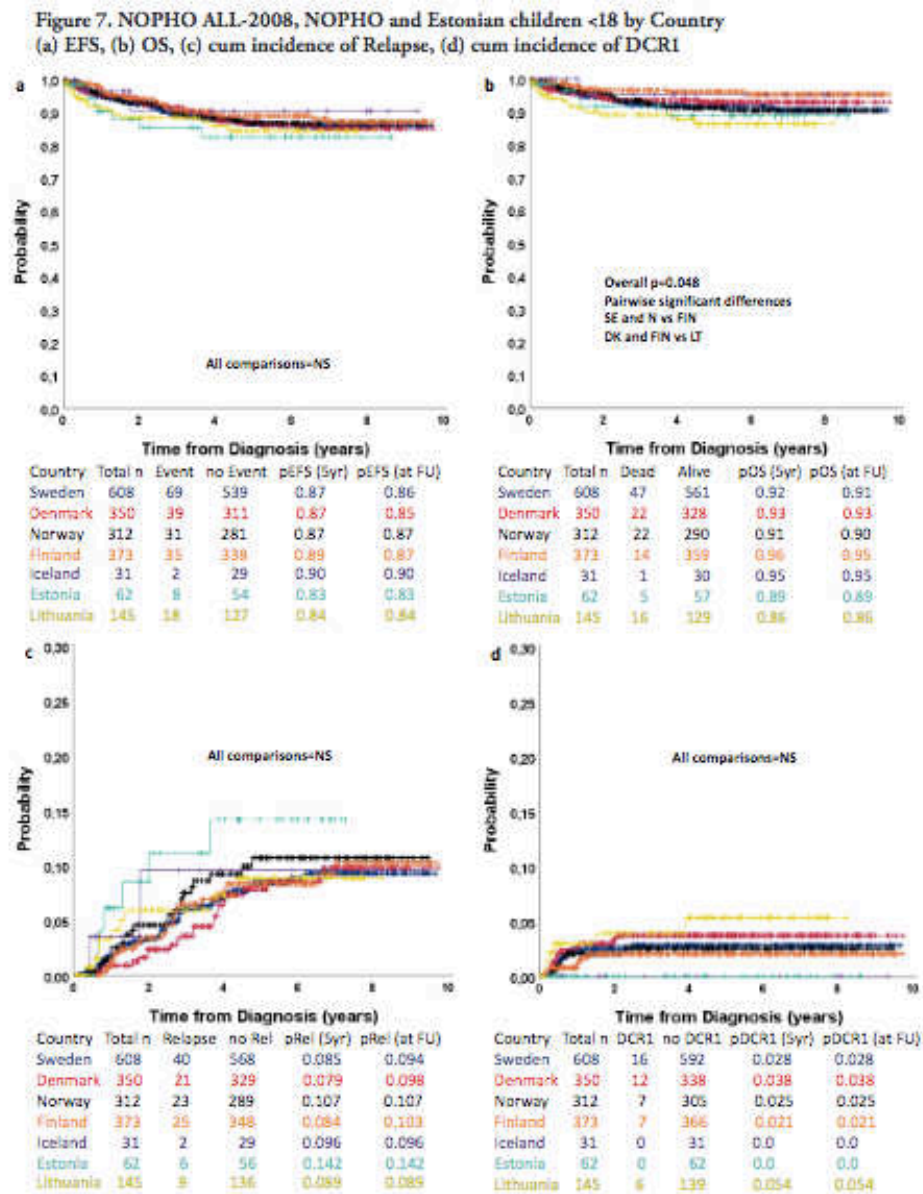 Figure 7. NOPHO ALL-2008, NOPHO and Estonian children <18 by Country
(a) EFS, (b) OS, (c) cum incidence of Relapse, (d) cum incidence of DCR1
a
1,0
0,9
0,8
0,7
0,6
0,5
0,4
0,3
0,2
0,1
0,0
Probability
All comparisons=NS
0 2 4 6 8 10
Time from Diagnosis (years)
Country Total n Event no Event pEFS (5yr) pEFS (at FU)
Sweden 608 69 539 0.87 0.86
Denmark 350 39 311 0.87 0.85
Norway 312 31 281 0.87 0.87
Finland 373 35 338 0.89 0.87
Iceland 31 2 29 0.90 0.90
Estonia 62 8 54 0.83 0.83
Lithuania 145 18 127 0.84 0.84
b
1,0
0,9
0,8
0,7
0,6
0,5
0,4
0,3
0,2
0,1
0,0
Probability
Overall p=0.048
Pairwise significant differences
SE and N vs FIN
DK and FIN vs LT
0 2 4 6 8 10
Time from Diagnosis (years)
Country Total n Dead Alive pOS (5yr) pOS (at FU)
Sweden 608 47 561 0.92 0.91
Denmark 350 22 328 0.93 0.93
Norway 312 22 290 0.91 0.90
Finland 373 14 359 0.96 0.95
Iceland 31 1 30 0.95 0.95
Estonia 62 5 57 0.89 0.89
Lithuania 145 16 129 0.86 0.86
c
0,30
0,25
0,20
0,15
0,10
0,05
0,00
Probability
All comparisons=NS
0 2 4 6 8 10
Time from Diagnosis (years)
Country Total n Relapse no Rel pRel (5yr) pRel (at FU)
Sweden 608 40 568 0.085 0.094
Denmark 350 21 329 0.079 0.098
Norway 312 23 289 0.107 0.107
Finland 373 25 348 0.084 0.103
Iceland 31 2 29 0.096 0.096
Estonia 62 6 56 0.142 0.142
Lithuania 145 9 136 0.089 0.089
d
0,30
0,25
0,20
0,15
0,10
0,05
0,00
Probability
All comparisons=NS
0 2 4 6 8 10
Time from Diagnosis (years)
Country Total n DCR1 no DCR1 pDCR1 (5yr) pDCR1 (at FU)
Sweden 608 16 592 0.028 0.028
Denmark 350 12 338 0.038 0.038
Norway 312 7 305 0.025 0.025
Finland 373 7 366 0.021 0.021
Iceland 31 0 31 0.0 0.0
Estonia 62 0 62 0.0 0.0
Lithuania 145 6 139 0.054 0.054